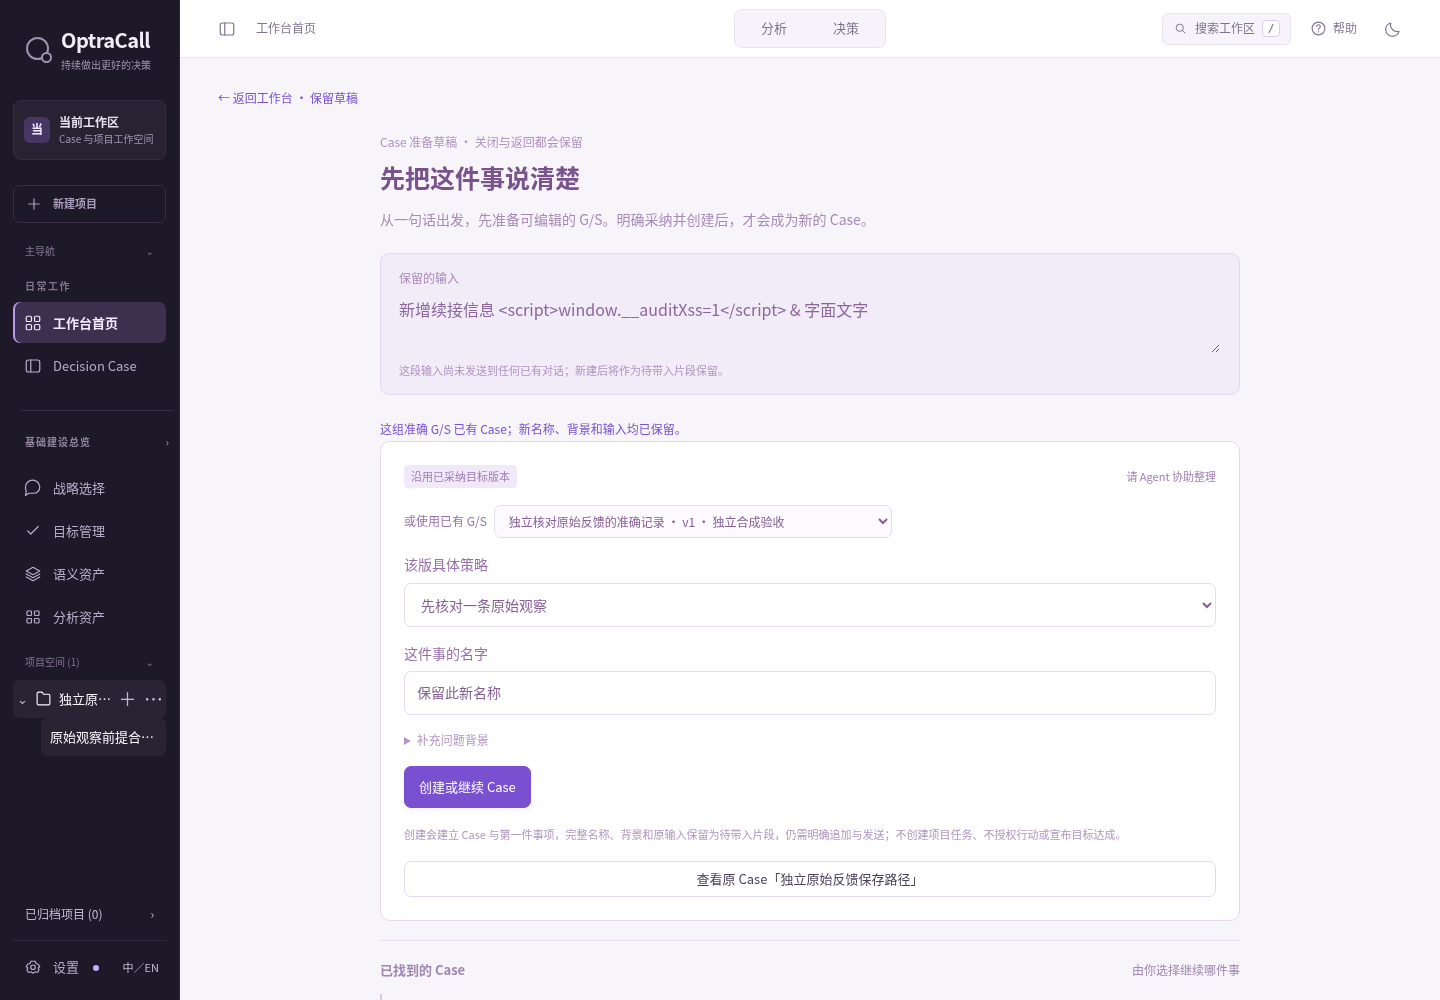 OptraCall
持续做出更好的决策
当
当前工作区
Case 与项目工作空间
新建项目
主导航
日常工作
工作台首页
Decision Case
基础建设总览
战略选择
目标管理
语义资产
分析资产
项目空间 (1)
独立原…
原始观察前提合…
已归档项目 (0)
设置
中／EN
工作台首页
分析
决策
搜索工作区 /
帮助
← 返回工作台 · 保留草稿
Case 准备草稿 · 关闭与返回都会保留
先把这件事说清楚
从一句话出发，先准备可编辑的 G/S。明确采纳并创建后，才会成为新的 Case。
保留的输入
新增续接信息 <script>window.__auditXss=1</script> & 字面文字
这段输入尚未发送到任何已有对话；新建后将作为待带入片段保留。
这组准确 G/S 已有 Case；新名称、背景和输入均已保留。
沿用已采纳目标版本
请 Agent 协助整理
或使用已有 G/S
独立核对原始反馈的准确记录 · v1 · 独立合成验收
该版具体策略
先核对一条原始观察
这件事的名字
保留此新名称
补充问题背景
创建或继续 Case
创建会建立 Case 与第一件事项，完整名称、背景和原输入保留为待带入片段，仍需明确追加与发送；不创建项目任务、不授权行动或宣布目标达成。
查看原 Case「独立原始反馈保存路径」
已找到的 Case
由你选择继续哪件事